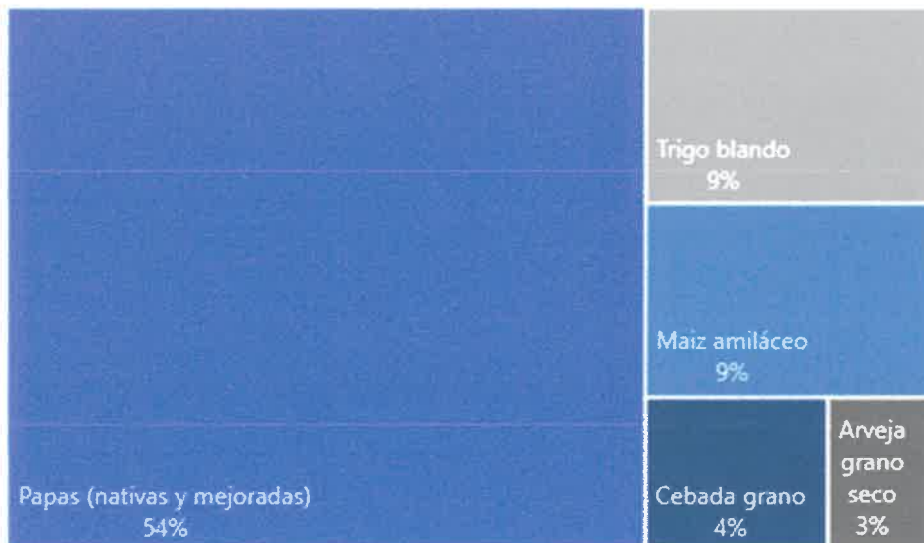 Trigo blando
9%
Maiz amiláceo
9%
Papas (nativas y mejoradas)
54%
Cebada grano
4%
Arveja
grano
seco
3%